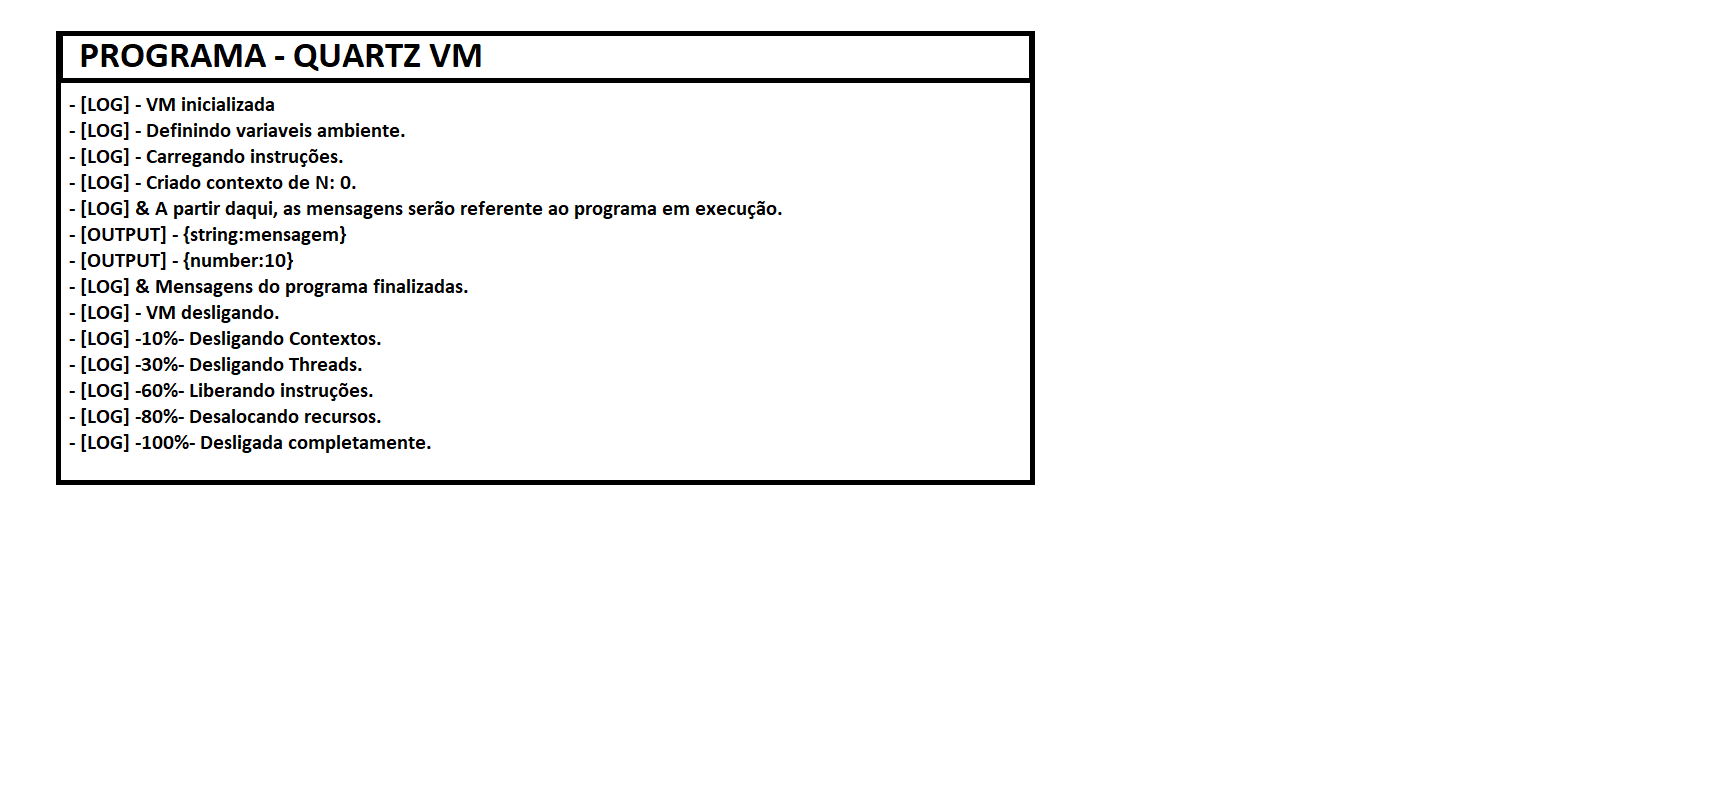 PROGRAMA - QUARTZ VM
- [LOG] - VM inicializada
- [LOG] - Definindo variaveis ambiente.
- [LOG] - Carregando instruções.
- [LOG] - Criado contexto de N: 0.
- [LOG] & A partir daqui, as mensagens serão referente ao programa em execução.
- [OUTPUT] - {string:mensagem}
- [OUTPUT] - {number:10}
- [LOG] & Mensagens do programa finalizadas.
- [LOG] - VM desligando.
- [LOG] -10%- Desligando Contextos.
- [LOG] -30%- Desligando Threads.
- [LOG] -60%- Liberando instruções.
- [LOG] -80%- Desalocando recursos.
- [LOG] -100%- Desligada completamente.